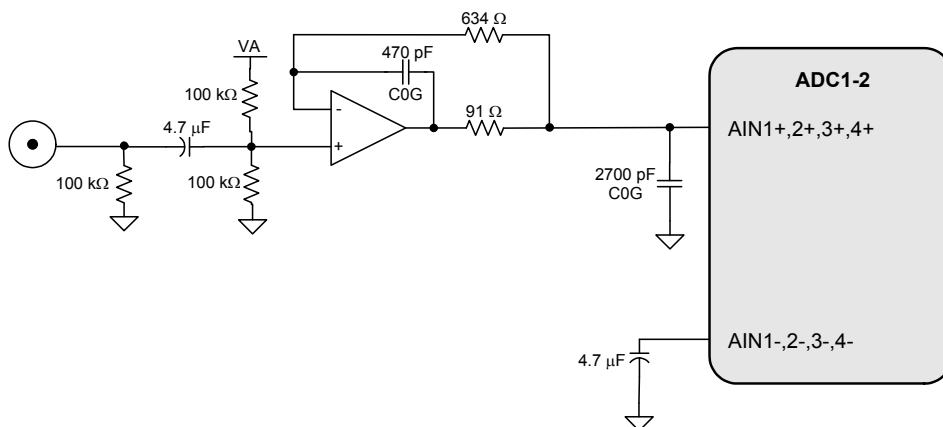 634 Ω
470 pF
C0G
VA
100 kΩ
4.7 µF
-
+
91 Ω
100 kΩ
100 kΩ
ADC1-2
AIN1+,2+,3+,4+
2700 pF
C0G
AIN1-,2-,3-,4-
4.7 µF